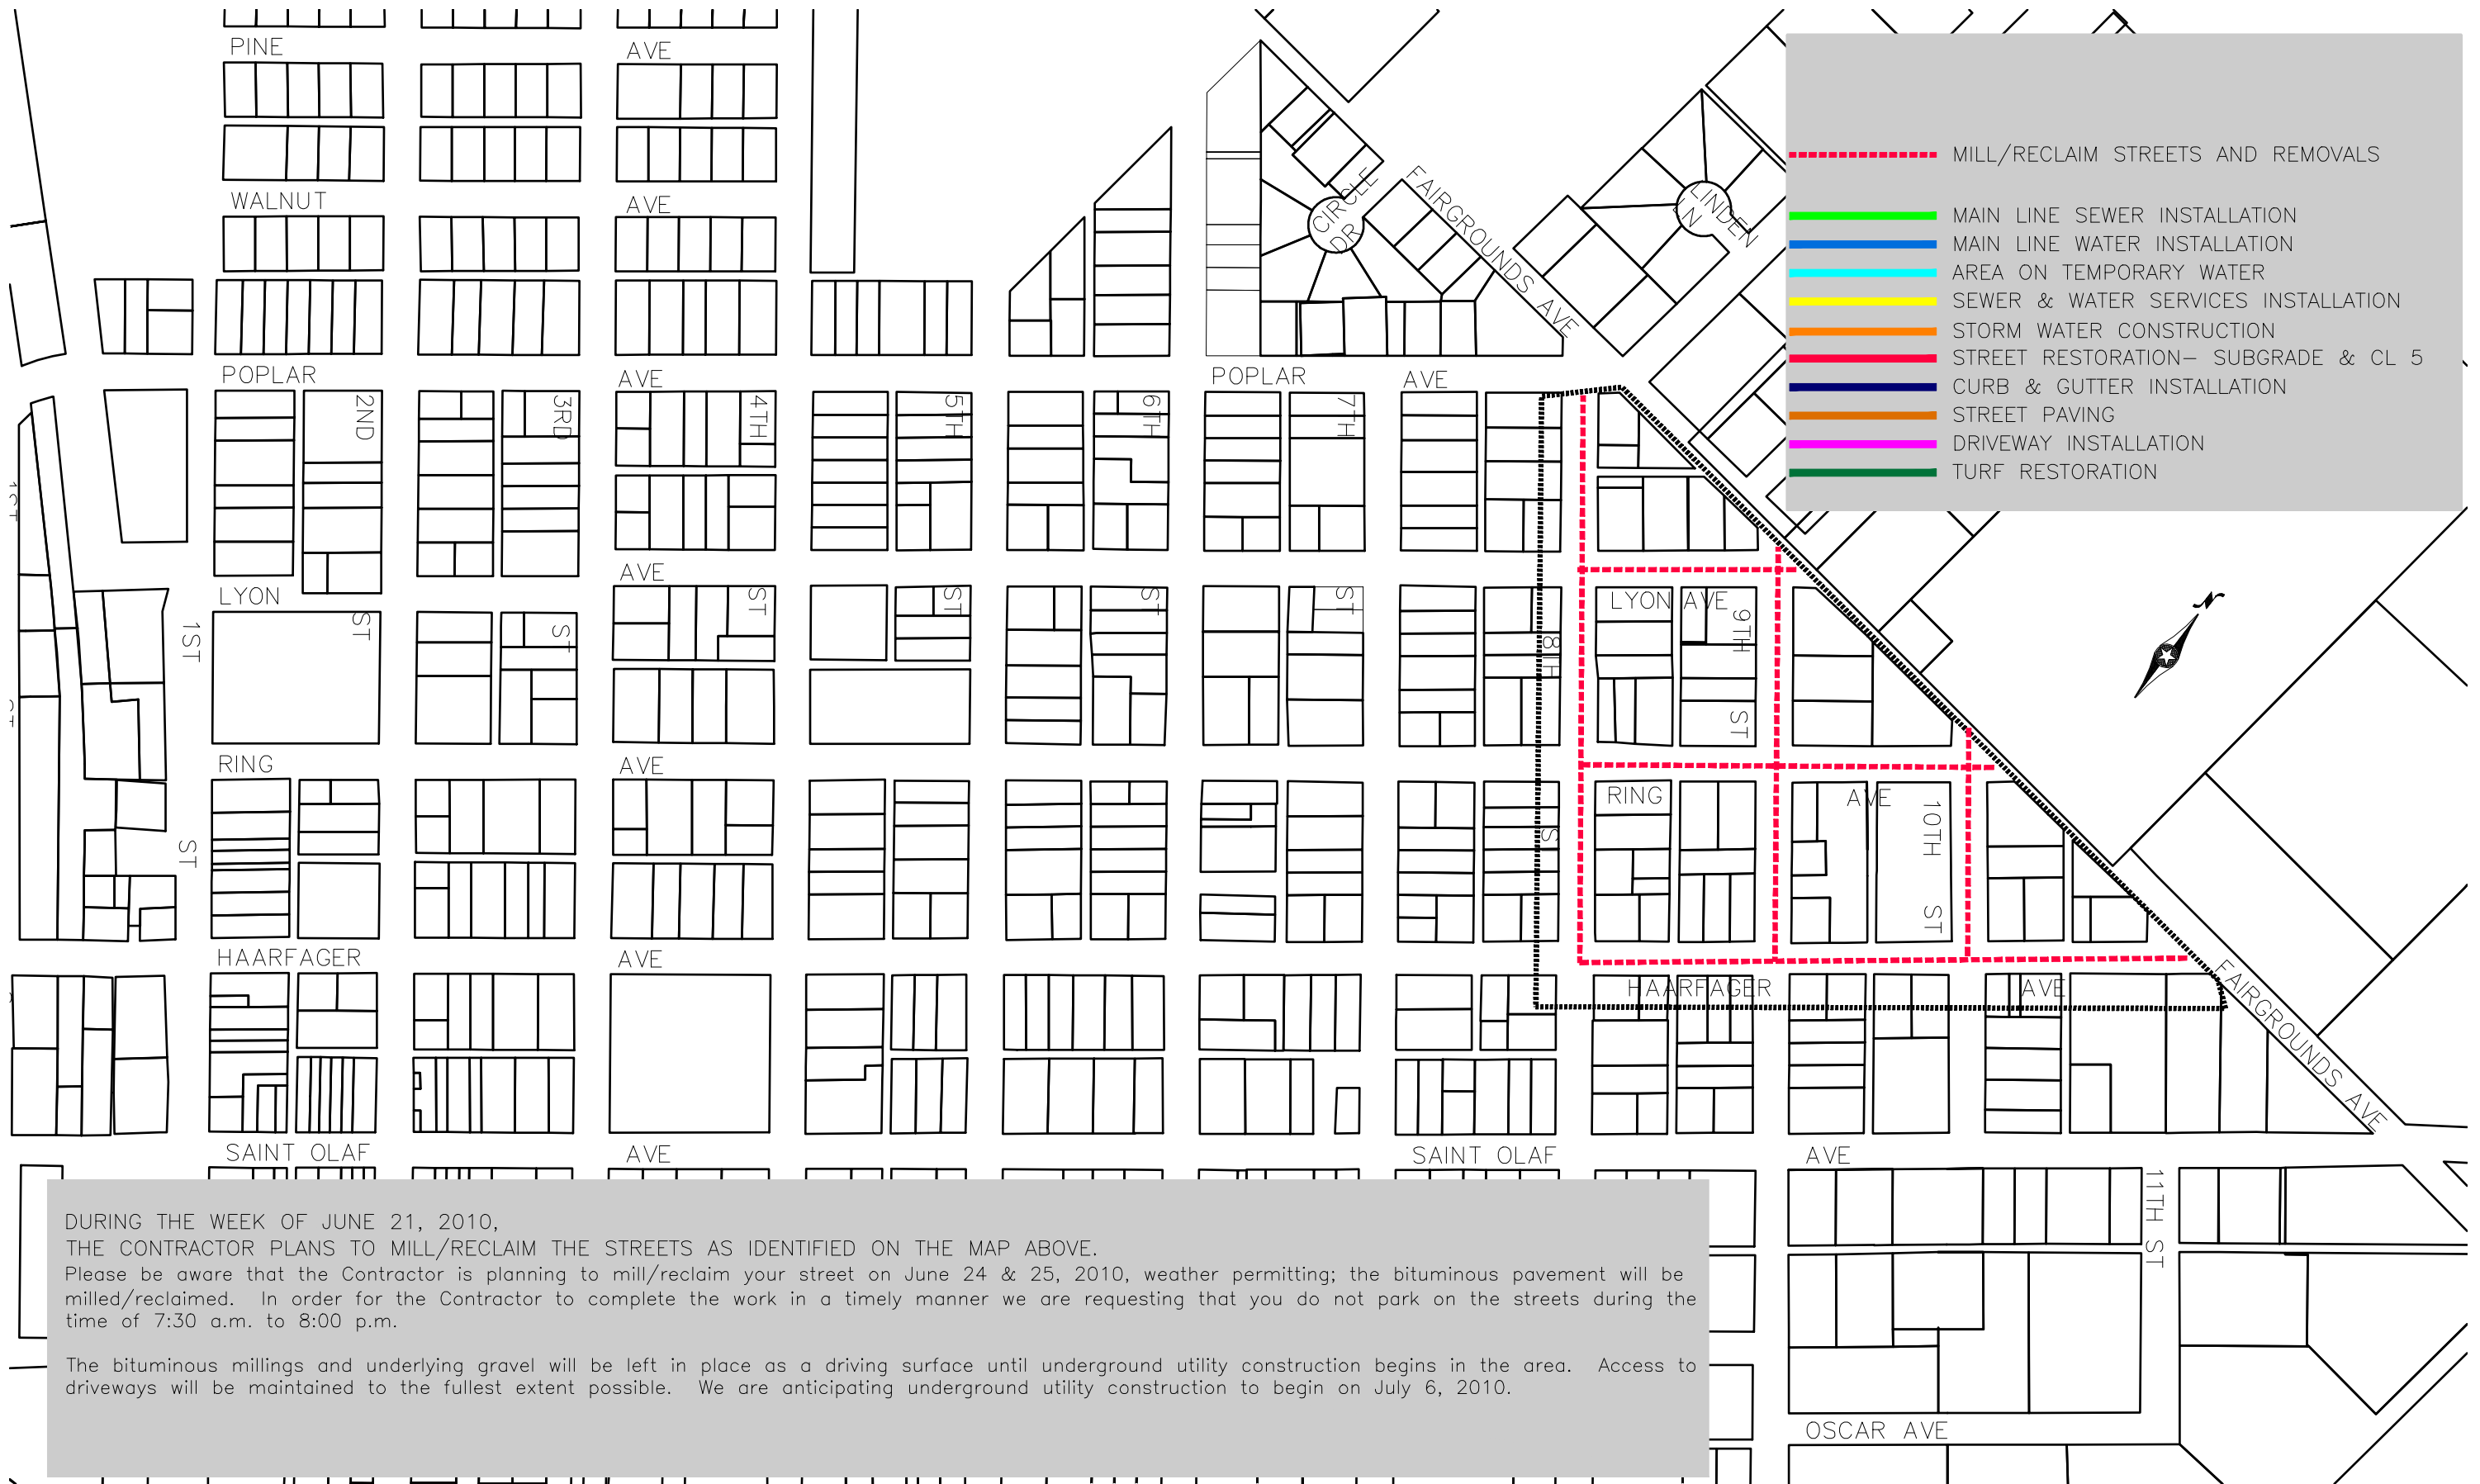 PINE AVE
WALNUT AVE
CIRCLE DR
FAIRGROUNDS AVE
LINDEN LN
MILL/RECLAIM STREETS AND REMOVALS
MAIN LINE SEWER INSTALLATION
MAIN LINE WATER INSTALLATION
AREA ON TEMPORARY WATER
SEWER & WATER SERVICES INSTALLATION
STORM WATER CONSTRUCTION
STREET RESTORATION- SUBGRADE & CL 5
CURB & GUTTER INSTALLATION
STREET PAVING
DRIVEWAY INSTALLATION
TURF RESTORATION
POPLAR AVE POPLAR AVE
2ND 3RD 4TH 5TH 6TH 7TH
1ST
LYON AVE LYON AVE
ST ST ST ST ST ST
1ST 8TH 9TH
ST ST
RING AVE RING AVE
10TH
ST ST
HAARFAGER AVE HAARFAGER AVE
FAIRGROUNDS AVE
SAINT OLAF AVE SAINT OLAF AVE
11TH ST
OSCAR AVE
DURING THE WEEK OF JUNE 21, 2010,
THE CONTRACTOR PLANS TO MILL/RECLAIM THE STREETS AS IDENTIFIED ON THE MAP ABOVE.
Please be aware that the Contractor is planning to mill/reclaim your street on June 24 & 25, 2010, weather permitting; the bituminous pavement will be
milled/reclaimed. In order for the Contractor to complete the work in a timely manner we are requesting that you do not park on the streets during the
time of 7:30 a.m. to 8:00 p.m.
The bituminous millings and underlying gravel will be left in place as a driving surface until underground utility construction begins in the area. Access to
driveways will be maintained to the fullest extent possible. We are anticipating underground utility construction to begin on July 6, 2010.